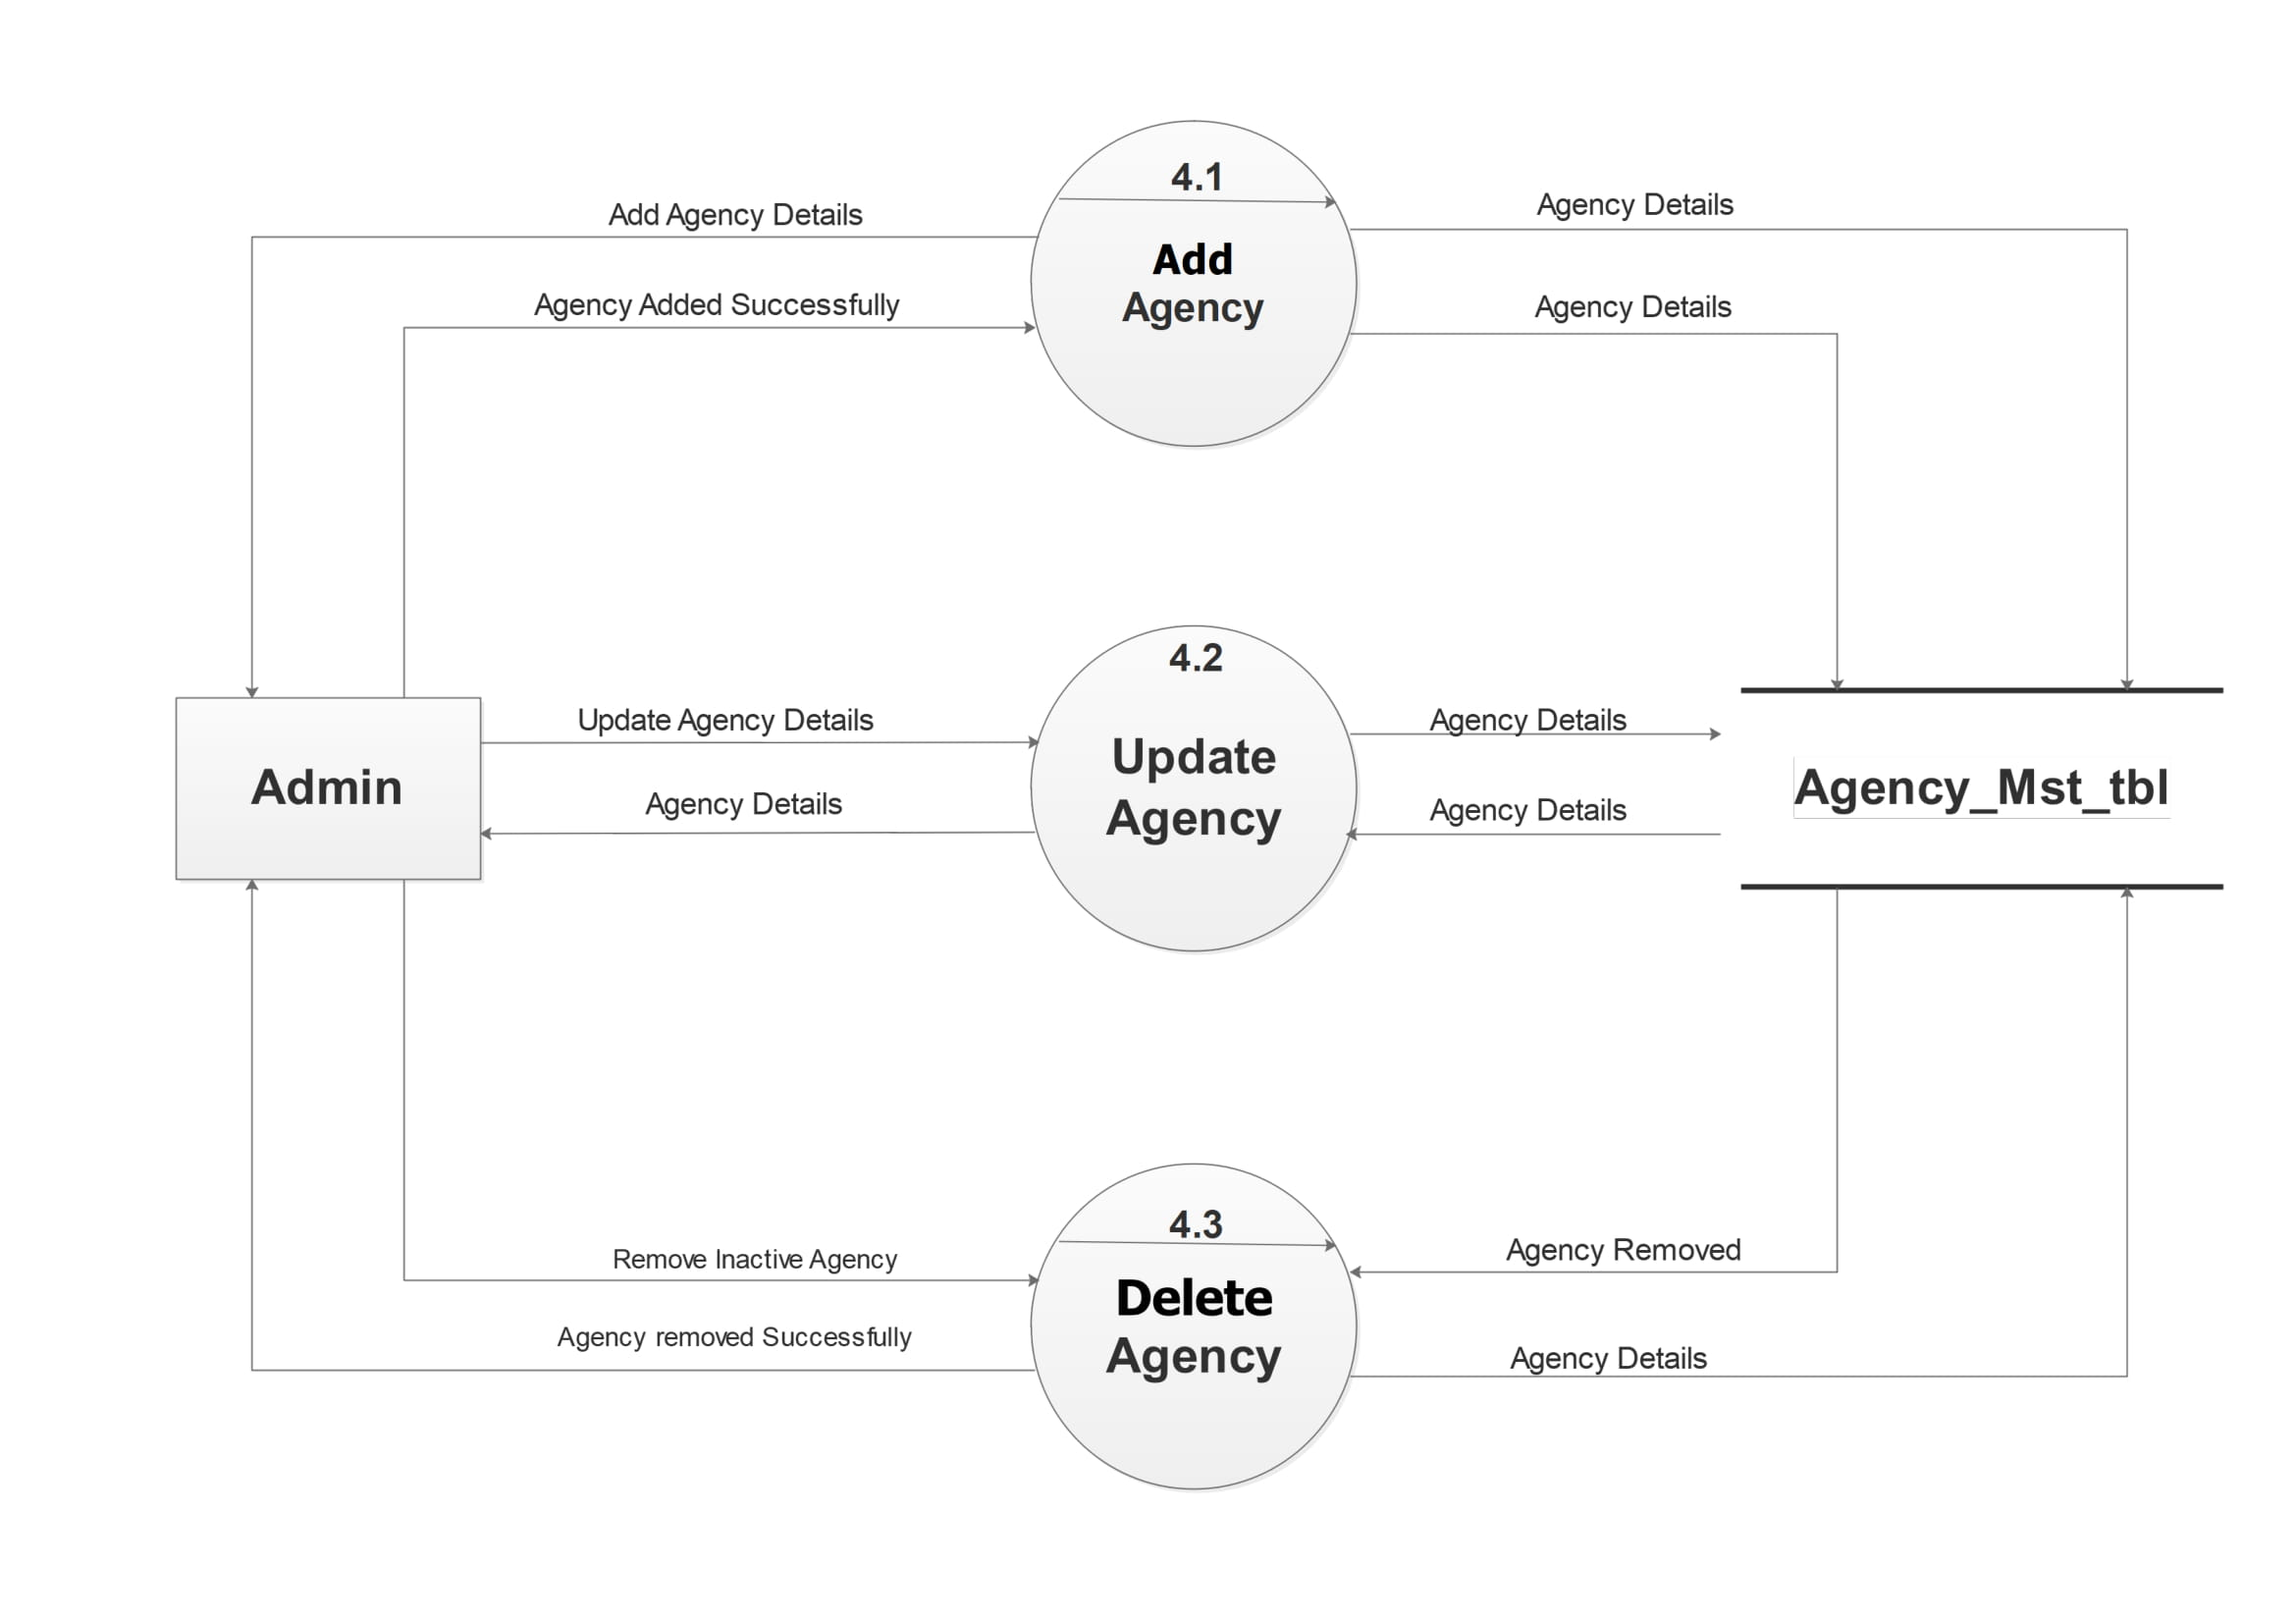 4.1
Add Agency Details
Agency Details
Add
Agency
Agency Added Successfully
Agency Details
4.2
Update Agency Details
Agency Details
Update
Agency
Admin
Agency_Mst_tbl
Agency Details
Agency Details
4.3
Remove Inactive Agency
Agency Removed
Delete
Agency
Agency removed Successfully
Agency Details